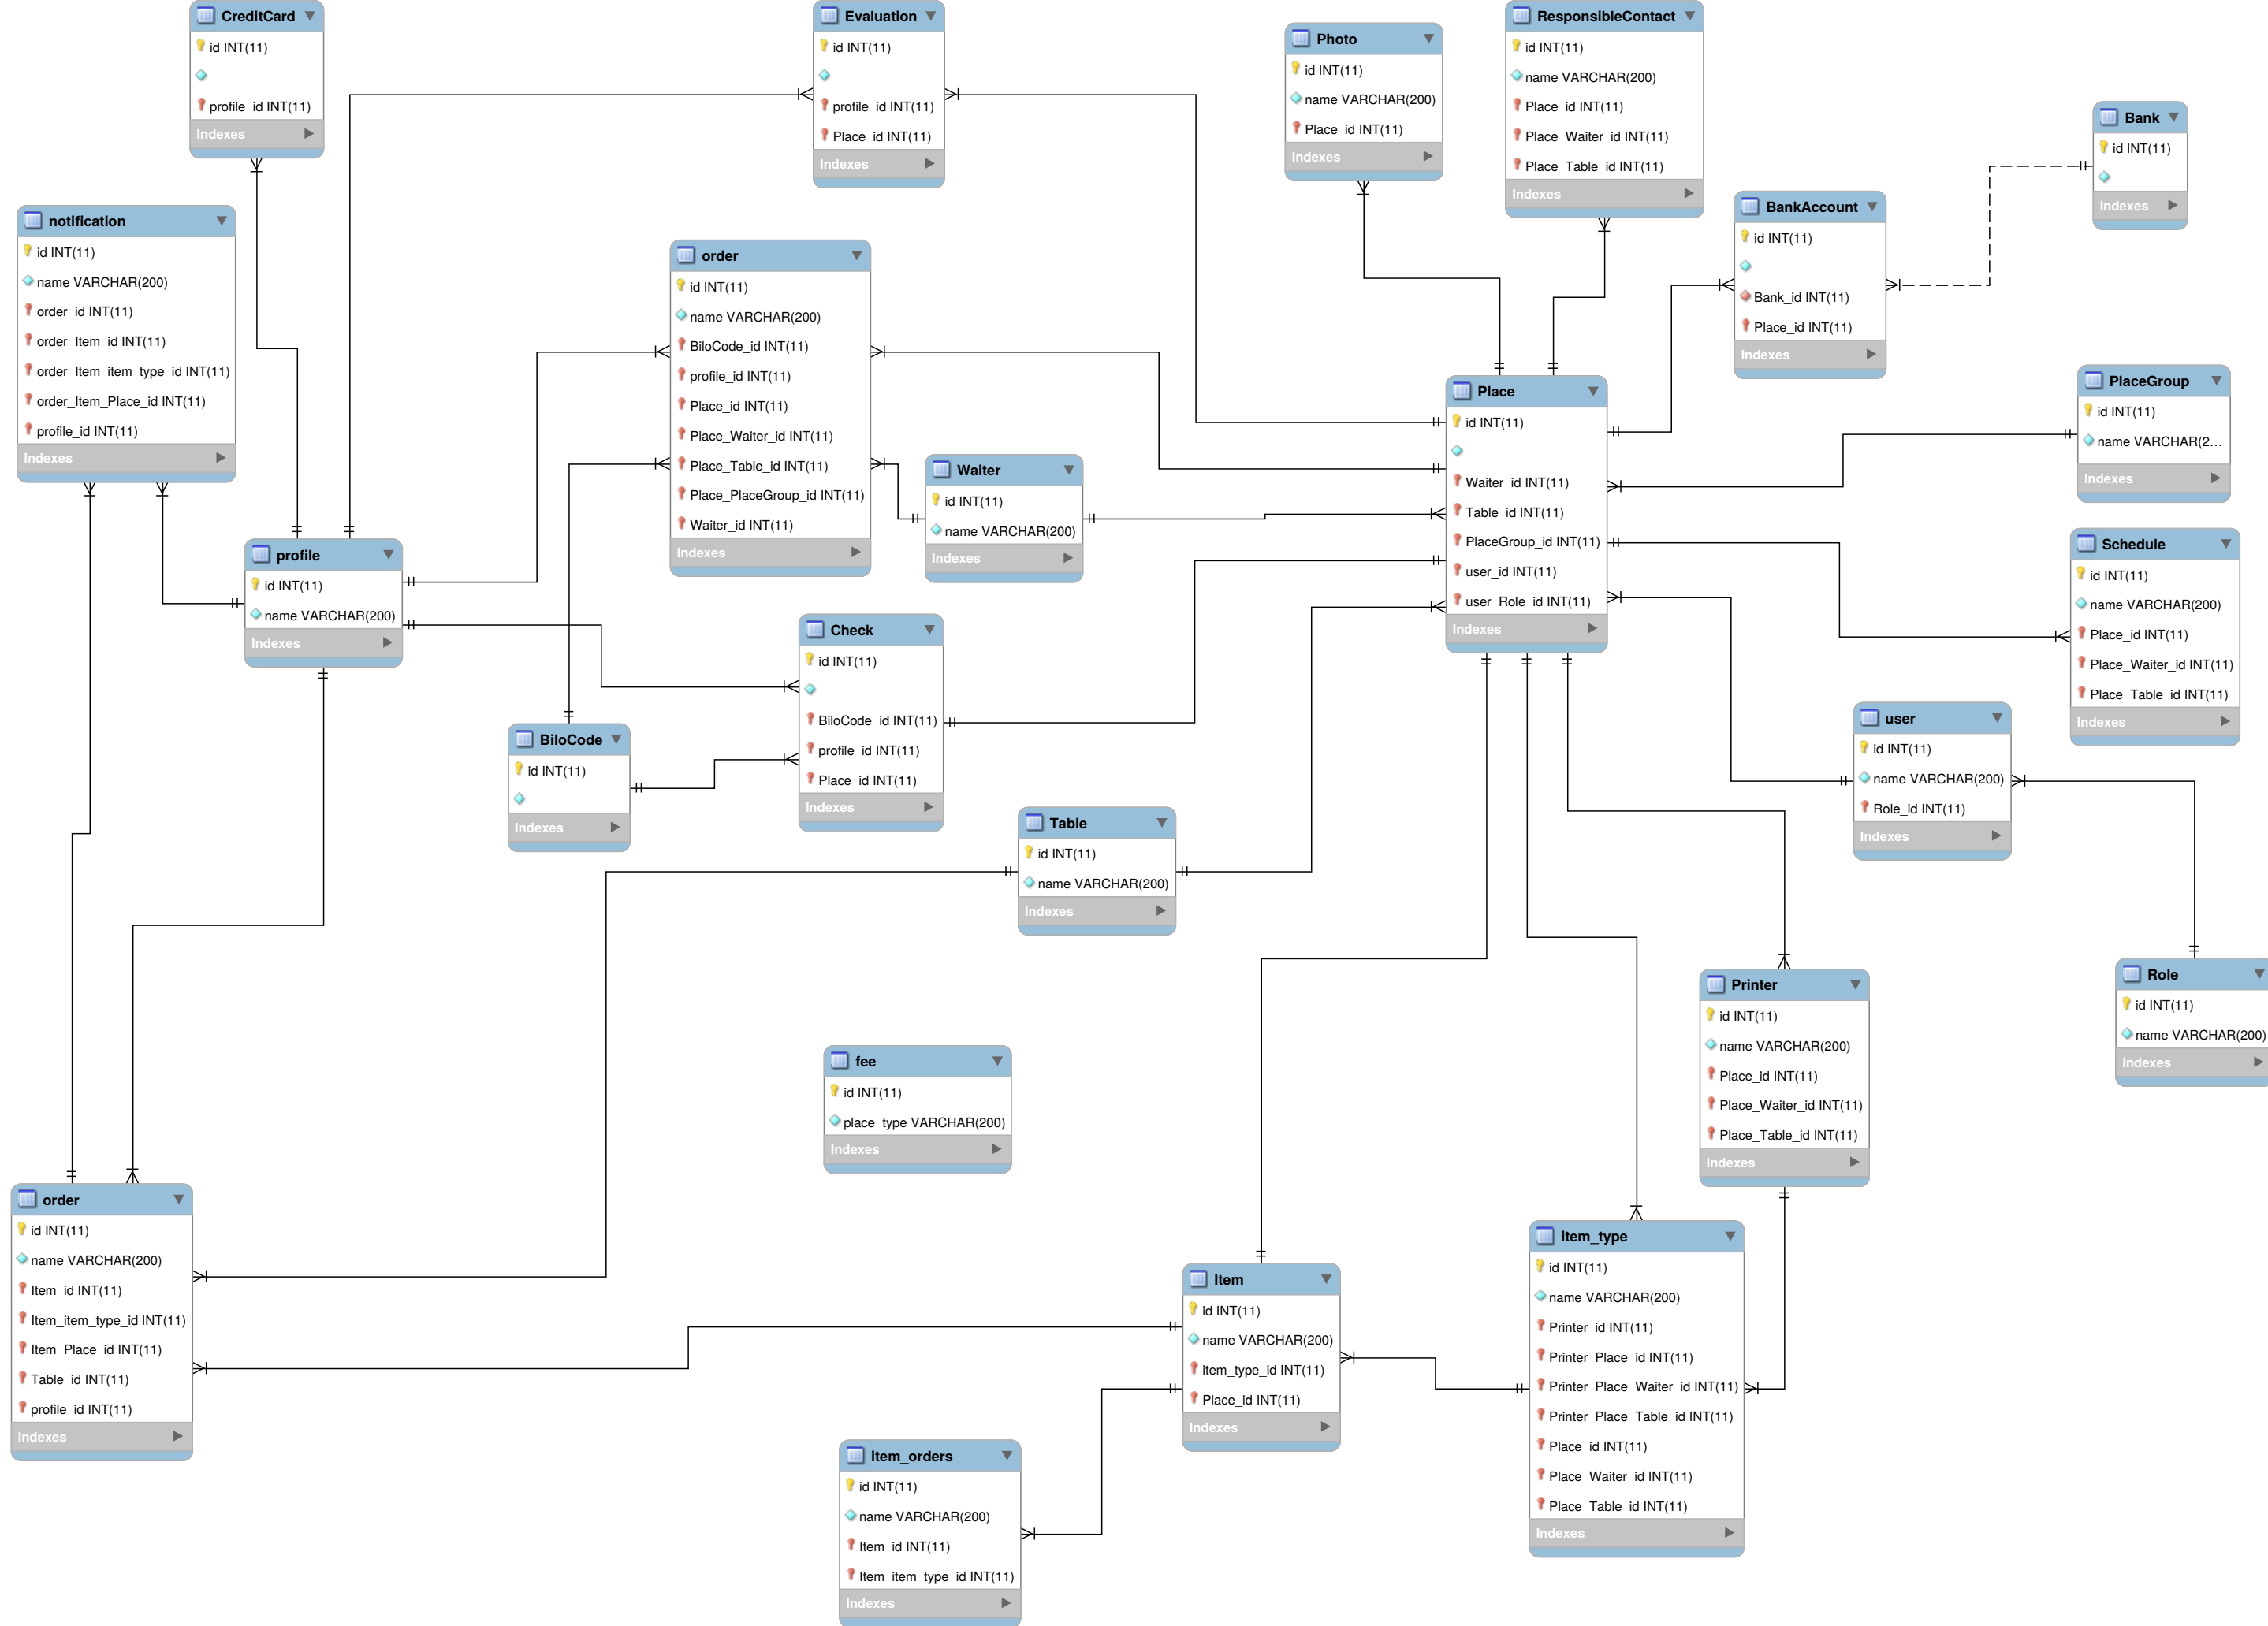 CreditCard
id INT(11)
profile_id INT(11)
Indexes
Evaluation
id INT(11)
profile_id INT(11)
Place_id INT(11)
Indexes
Photo
id INT(11)
name VARCHAR(200)
Place_id INT(11)
Indexes
ResponsibleContact
id INT(11)
name VARCHAR(200)
Place_id INT(11)
Place_Waiter_id INT(11)
Place_Table_id INT(11)
Indexes
Bank
id INT(11)
Indexes
BankAccount
id INT(11)
Bank_id INT(11)
Place_id INT(11)
Indexes
notification
id INT(11)
name VARCHAR(200)
order_id INT(11)
order_Item_id INT(11)
order_Item_item_type_id INT(11)
order_Item_Place_id INT(11)
profile_id INT(11)
Indexes
order
id INT(11)
name VARCHAR(200)
BiloCode_id INT(11)
profile_id INT(11)
Place_id INT(11)
Place_Waiter_id INT(11)
Place_Table_id INT(11)
Place_PlaceGroup_id INT(11)
Waiter_id INT(11)
Indexes
Waiter
id INT(11)
name VARCHAR(200)
Indexes
Place
id INT(11)
Waiter_id INT(11)
Table_id INT(11)
PlaceGroup_id INT(11)
user_id INT(11)
user_Role_id INT(11)
Indexes
PlaceGroup
id INT(11)
name VARCHAR(2...
Indexes
Schedule
id INT(11)
name VARCHAR(200)
Place_id INT(11)
Place_Waiter_id INT(11)
Place_Table_id INT(11)
Indexes
profile
id INT(11)
name VARCHAR(200)
Indexes
Check
id INT(11)
BiloCode_id INT(11)
profile_id INT(11)
Place_id INT(11)
Indexes
BiloCode
id INT(11)
Indexes
user
id INT(11)
name VARCHAR(200)
Role_id INT(11)
Indexes
Table
id INT(11)
name VARCHAR(200)
Indexes
Role
id INT(11)
name VARCHAR(200)
Indexes
Printer
id INT(11)
name VARCHAR(200)
Place_id INT(11)
Place_Waiter_id INT(11)
Place_Table_id INT(11)
Indexes
fee
id INT(11)
place_type VARCHAR(200)
Indexes
order
id INT(11)
name VARCHAR(200)
Item_id INT(11)
Item_item_type_id INT(11)
Item_Place_id INT(11)
Table_id INT(11)
profile_id INT(11)
Indexes
Item
id INT(11)
name VARCHAR(200)
item_type_id INT(11)
Place_id INT(11)
Indexes
item_type
id INT(11)
name VARCHAR(200)
Printer_id INT(11)
Printer_Place_id INT(11)
Printer_Place_Waiter_id INT(11)
Printer_Place_Table_id INT(11)
Place_id INT(11)
Place_Waiter_id INT(11)
Place_Table_id INT(11)
Indexes
item_orders
id INT(11)
name VARCHAR(200)
Item_id INT(11)
Item_item_type_id INT(11)
Indexes